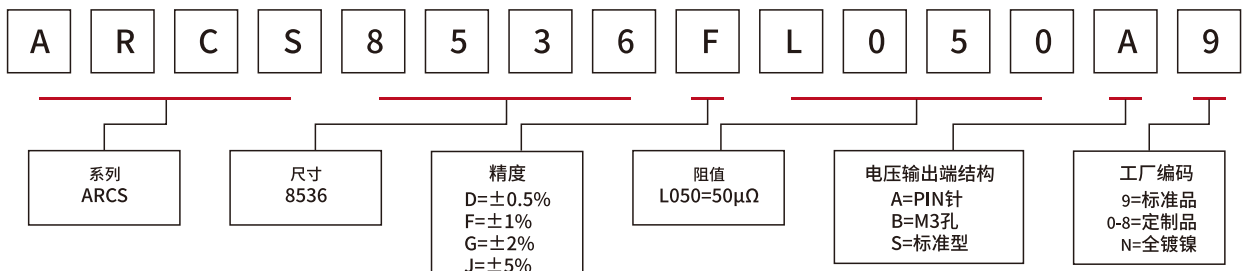 A R C S 8 5 3 6 F L 0 5 0 A 9
系列
ARCS
尺寸
8536
精度
D=±0.5%
F=±1%
G=±2%
J=±5%
阻值
L050=50μΩ
电压输出端结构
A=PIN针
B=M3孔
S=标准型
工厂编码
9=标准品
0-8=定制品
N=全镀镍